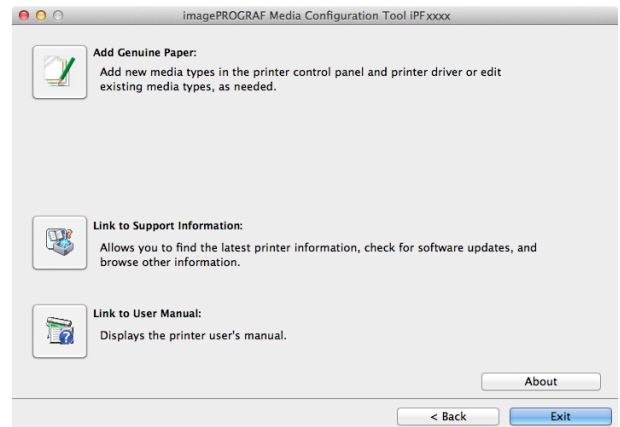 imagePROGRAF Media Configuration Tool iPFxxxx
Add Genuine Paper:
Add new media types in the printer control panel and printer driver or edit
existing media types, as needed.
Link to Support Information:
Allows you to find the latest printer information, check for software updates, and
browse other information.
Link to User Manual:
Displays the printer user's manual.
About
< Back
Exit